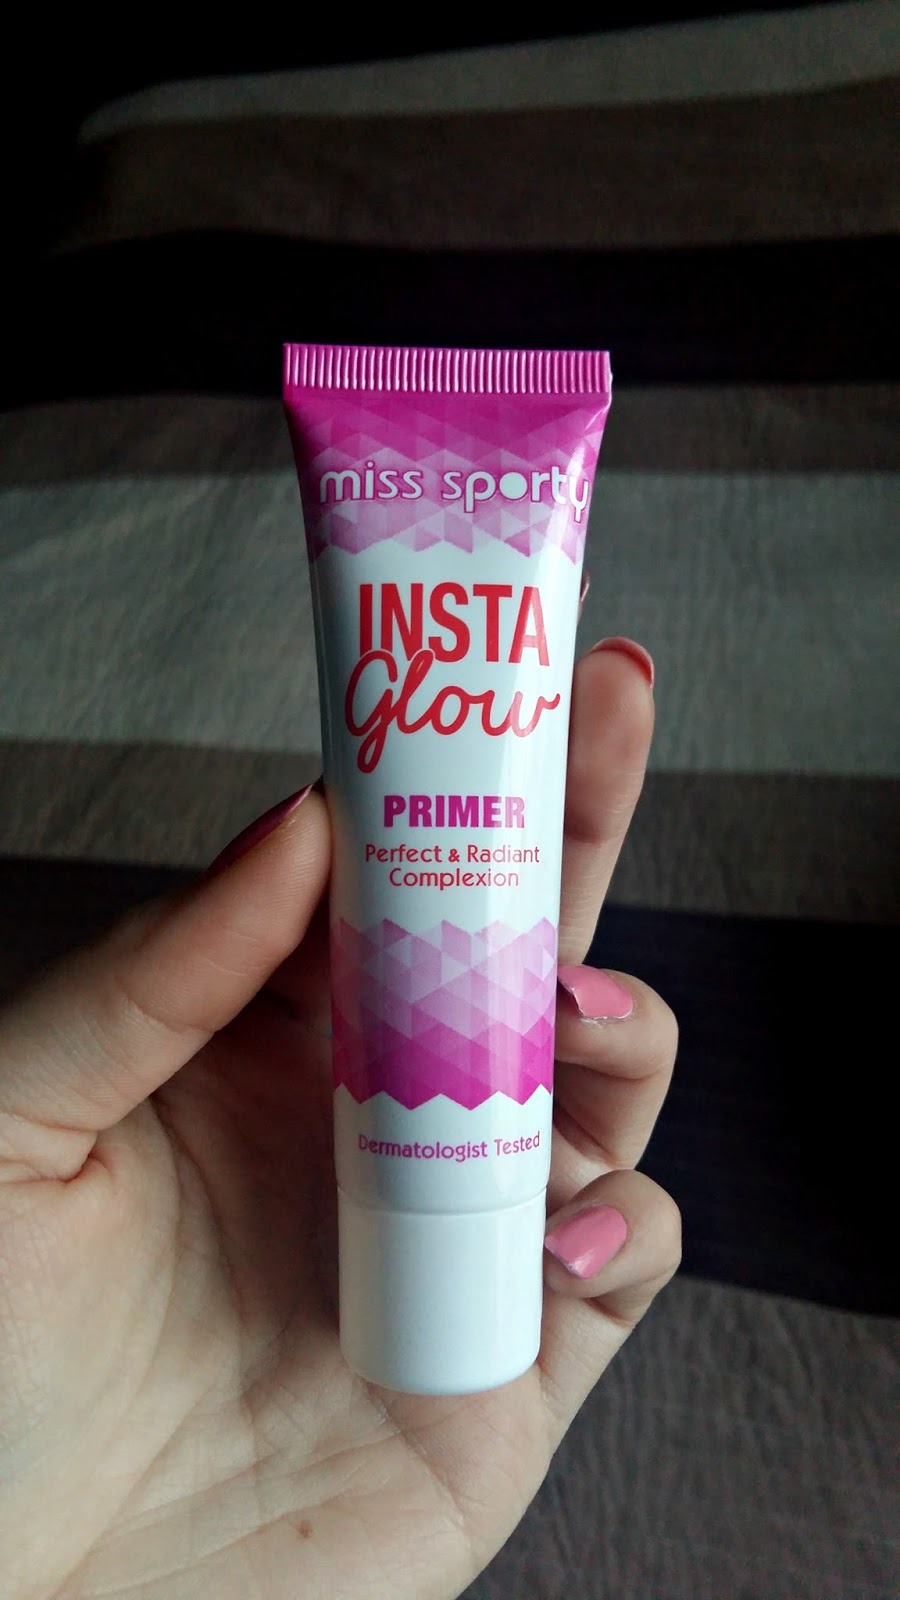 miss sporty
INSTA
Glow
PRIMER
Perfect & Radiant
Complexion
Dermatologist Tested